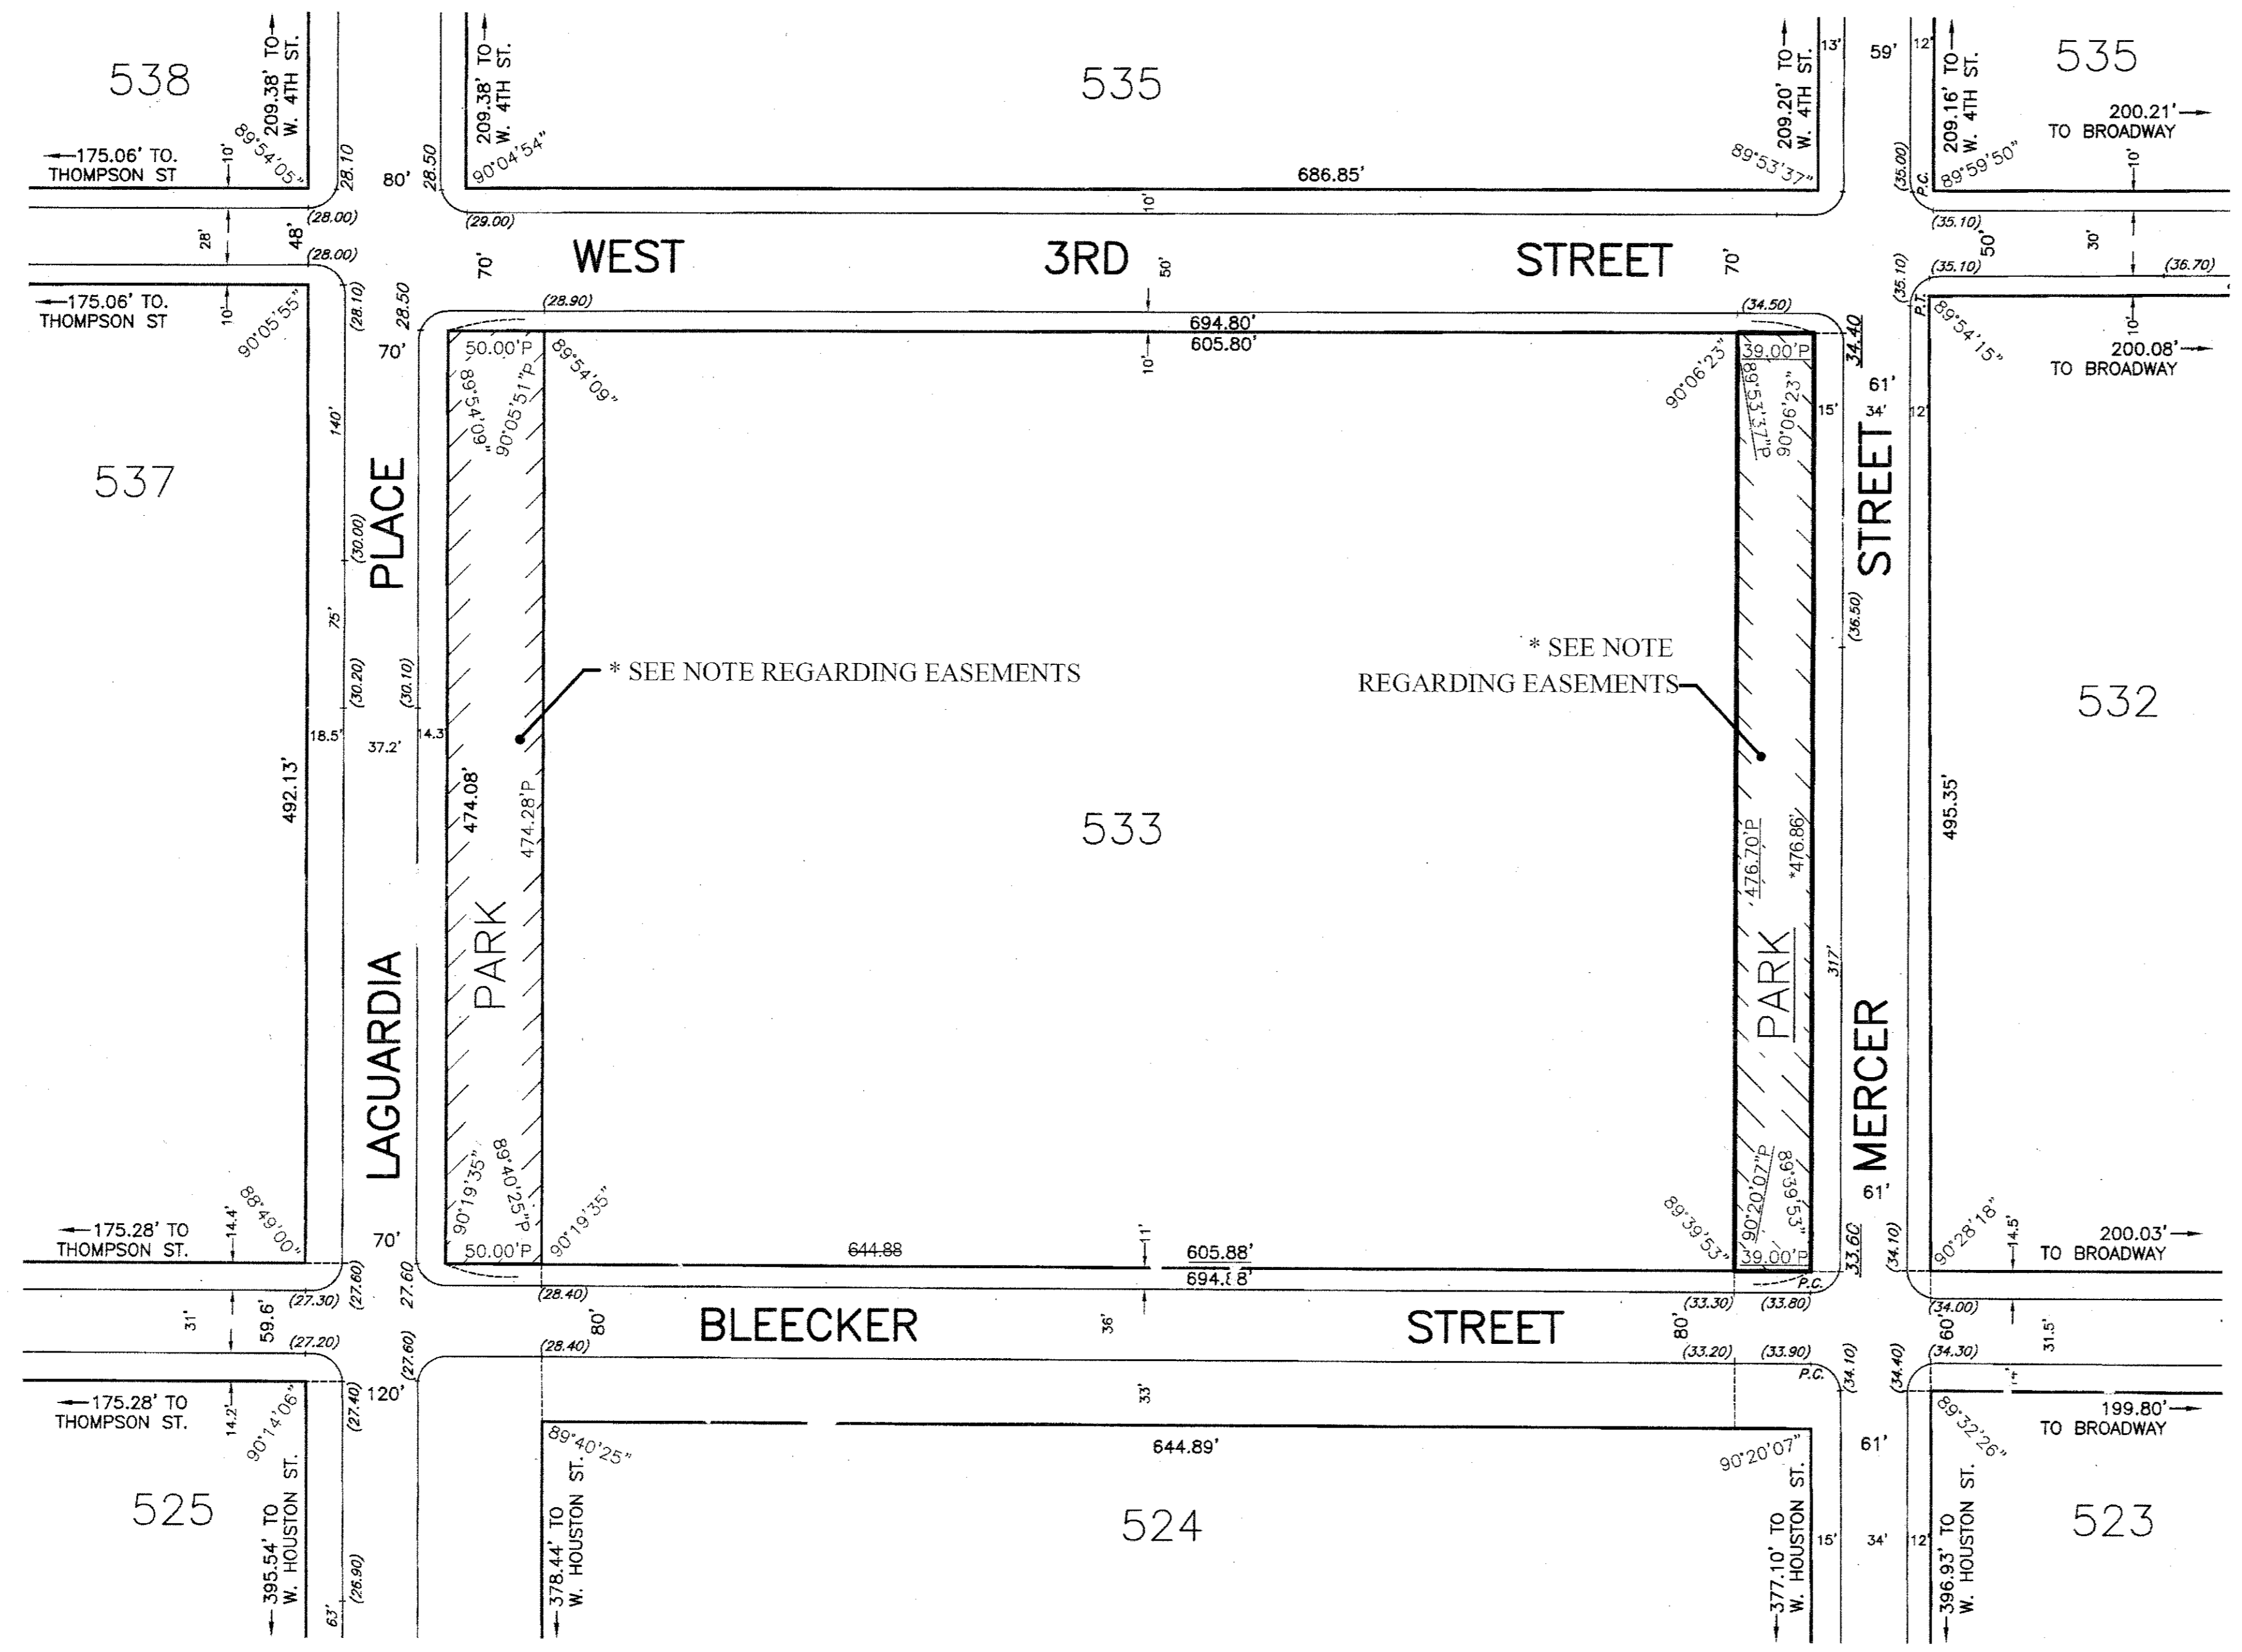 538
209.38' TO
W. 4TH ST.
89°54'05"
10'
175.06' TO.
THOMPSON ST
28.10
80'
28.50
209.38' TO
W. 4TH ST.
90°04'54"
535
686.85'
89°53'37"
209.20' TO
W. 4TH ST.
13'
59'
12'
209.16' TO
W. 4TH ST.
535
200.21'
TO BROADWAY
89°59'50"
10'
(35.00)
P.C.
(28.00)
(29.00)
10'
(35.10)
28'
48'
(28.00)
70'
WEST 3RD STREET
50'
70'
50'
30'
(35.10)
(35.10)
(36.70)
175.06' TO.
THOMPSON ST
10'
90°05'55"
(28.10)
28.50
(28.90)
694.80'
605.80'
10'
(34.50)
34.40
P.T.
89°54'15"
10'
200.08'
TO BROADWAY
70'
50.00'P
89°54'09"
90°05'51"P
89°54'09"
90°06'23"
39.00'P
89°53'37"P
90°06'23"
61'
15'
34'
12'
537
140'
(30.00)
75'
(30.20)
(30.10)
18.5'
37.2'
14.3'
492.13'
LAGUARDIA PLACE
474.08'
474.28'P
PARK
* SEE NOTE REGARDING EASEMENTS
533
* SEE NOTE
REGARDING EASEMENTS
476.70'P
*476.86'
PARK
(36.50)
317'
MERCER STREET
495.35'
532
88°49'00"
14.4'
175.28' TO
THOMPSON ST.
70'
90°19'35"
89°40'25"P
50.00'P
90°19'35"
644.88
11'
605.88'
694.88'
89°39'53"
90°20'07"P
89°39'53"
39.00'P
P.C.
61'
33.60
(34.10)
90°28'18"
14.5'
200.03'
TO BROADWAY
(27.30)
(27.60)
27.60
(28.40)
(33.30)
(33.80)
(34.00)
31'
59.6'
80'
BLEECKER STREET
36'
80'
60'
31.5'
(27.20)
(27.60)
(28.40)
(33.20)
(33.90)
P.C.
(34.10)
(34.40)
(34.30)
175.28' TO
THOMPSON ST.
14.2'
90°14'06"
(27.40)
120'
33'
89°40'25"
644.89'
90°20'07"
61'
89°32'26"
199.80'
TO BROADWAY
525
395.54' TO
W. HOUSTON ST.
(26.90)
63'
378.44' TO
W. HOUSTON ST.
524
377.10' TO
W. HOUSTON ST.
15'
34'
12'
396.93' TO
W. HOUSTON ST.
523